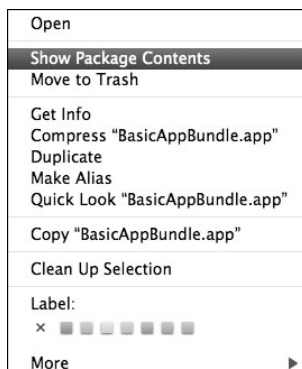 Open
Show Package Contents
Move to Trash
Get Info
Compress “BasicAppBundle.app”
Duplicate
Make Alias
Quick Look “BasicAppBundle.app”
Copy “BasicAppBundle.app”
Clean Up Selection
Label:
×
More